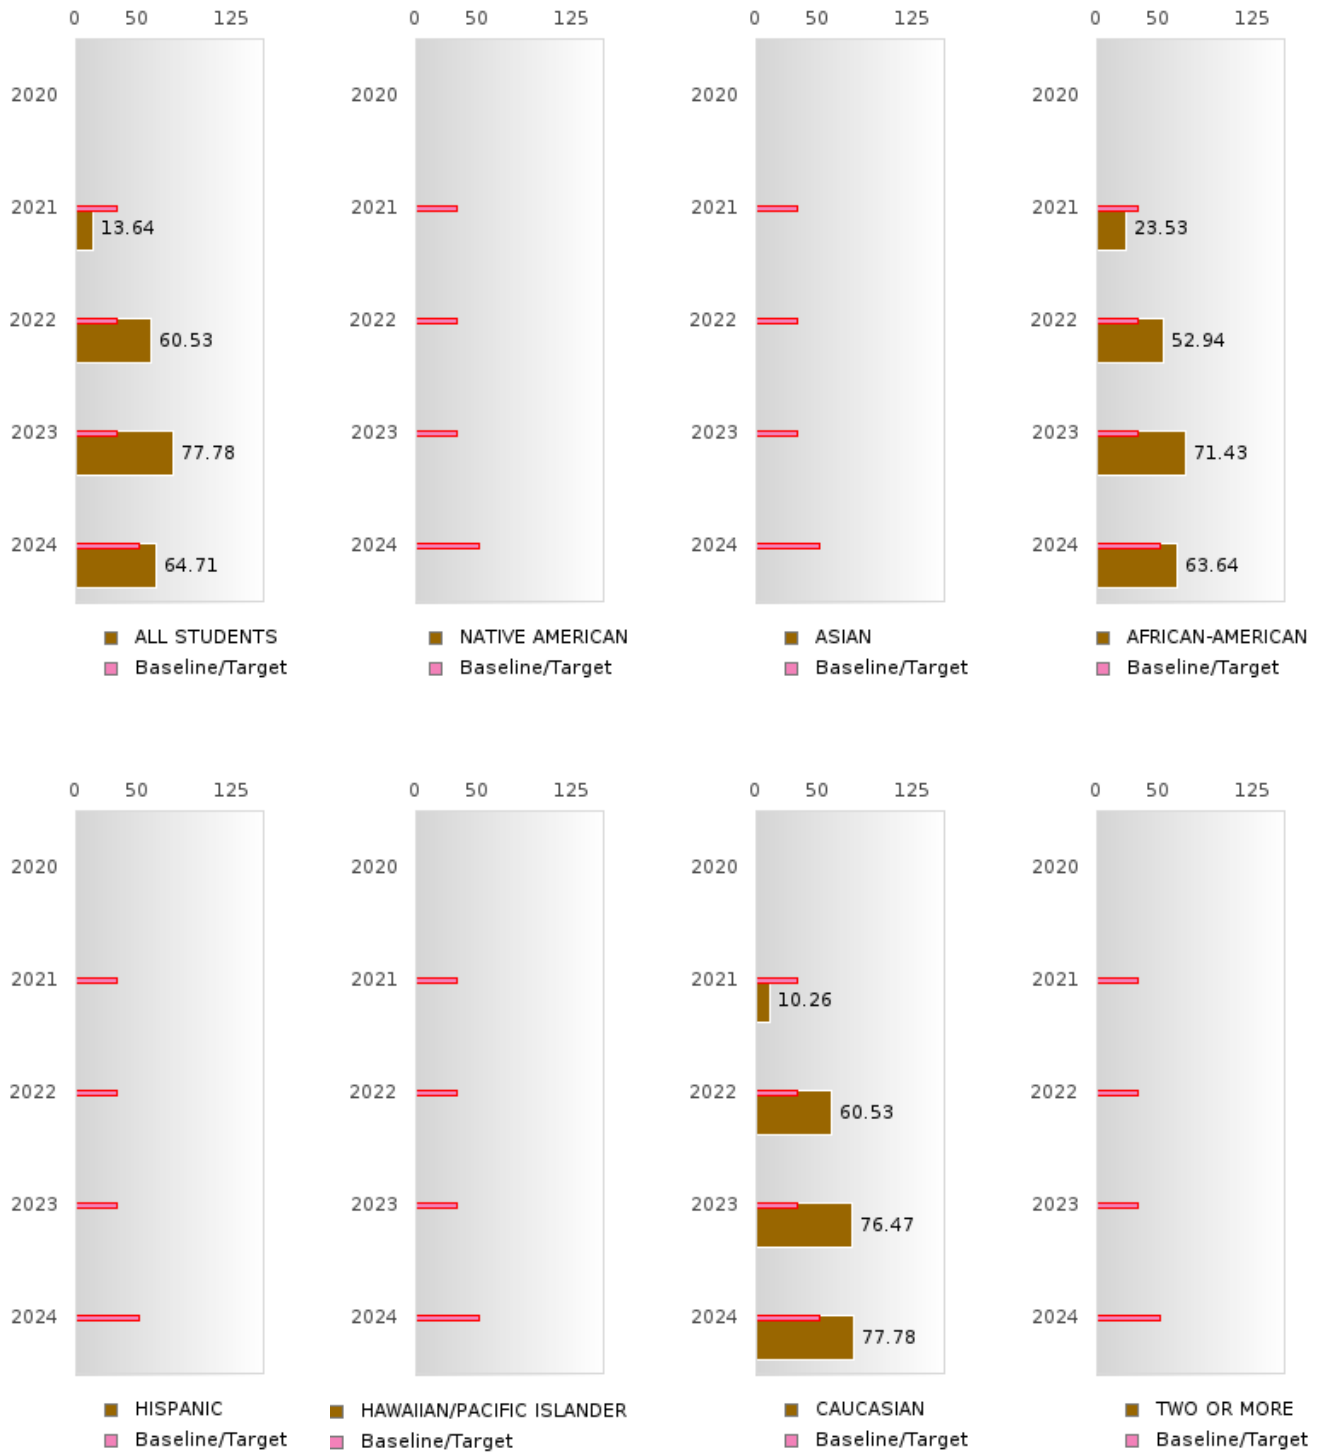 0 50 125 0 50 125 0 50 125 0 50 125
2020 2020 2020 2020
2021 2021 2021 2021
13.64 23.53
2022 2022 2022 2022
60.53 52.94
2023 2023 2023 2023
77.78 71.43
2024 2024 2024 2024
64.71 63.64
ALL STUDENTS NATIVE AMERICAN ASIAN AFRICAN-AMERICAN
Baseline/Target Baseline/Target Baseline/Target Baseline/Target
0 50 125 0 50 125 0 50 125 0 50 125
2020 2020 2020 2020
2021 2021 2021 2021
10.26
2022 2022 2022 2022
60.53
2023 2023 2023 2023
76.47
2024 2024 2024 2024
77.78
HISPANIC HAWAIIAN/PACIFIC ISLANDER CAUCASIAN TWO OR MORE
Baseline/Target Baseline/Target Baseline/Target Baseline/Target